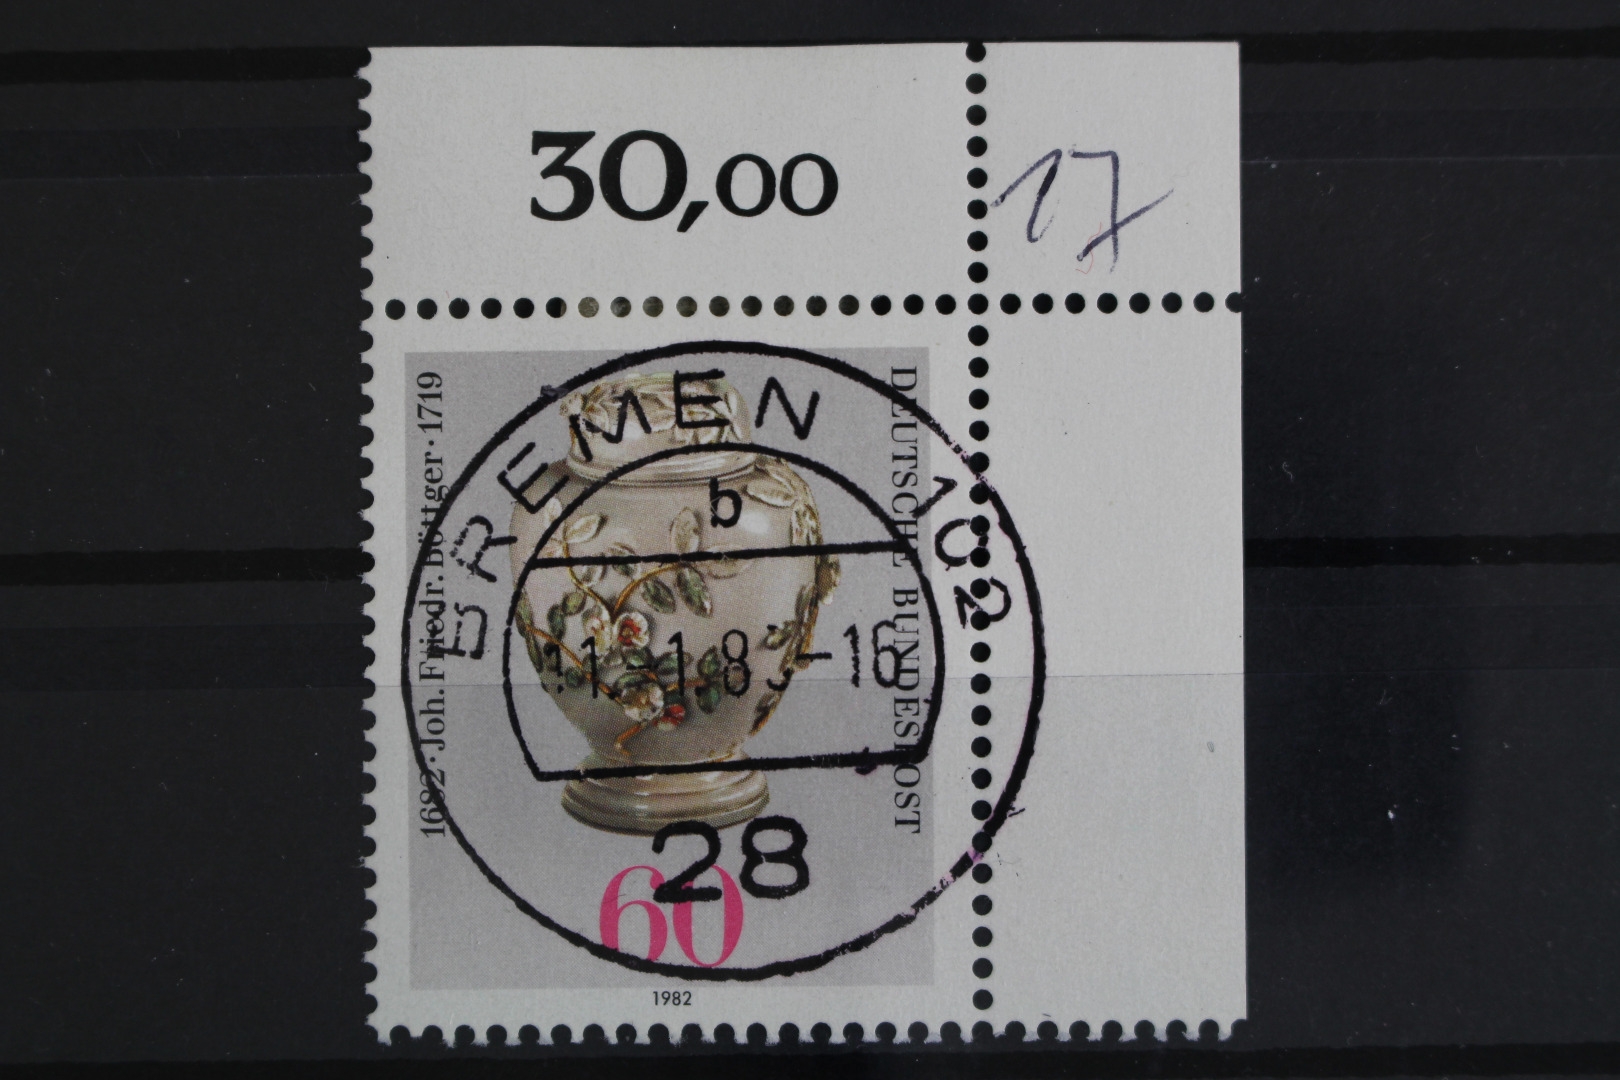 30,00
17
1682·Joh. Friedr. Böttger·1719
DEUTSCHE BUNDESPOST
BREMEN 102
b
28
60
1982